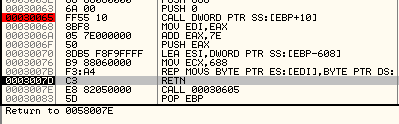 00030063 6A 00 PUSH 0
00030065 FF55 10 CALL DWORD PTR SS:[EBP+10]
00030068 8BF8 MOV EDI,EAX
0003006A 05 7E000000 ADD EAX,7E
0003006F 50 PUSH EAX
00030070 8DB5 F8F9FFFF LEA ESI,DWORD PTR SS:[EBP-608]
00030076 B9 88060000 MOV ECX,688
0003007B F3:A4 REP MOVS BYTE PTR ES:[EDI],BYTE PTR DS:
0003007D C3 RETN
0003007E E8 82050000 CALL 00030605
00030083 5D POP EBP
Return to 0058007E